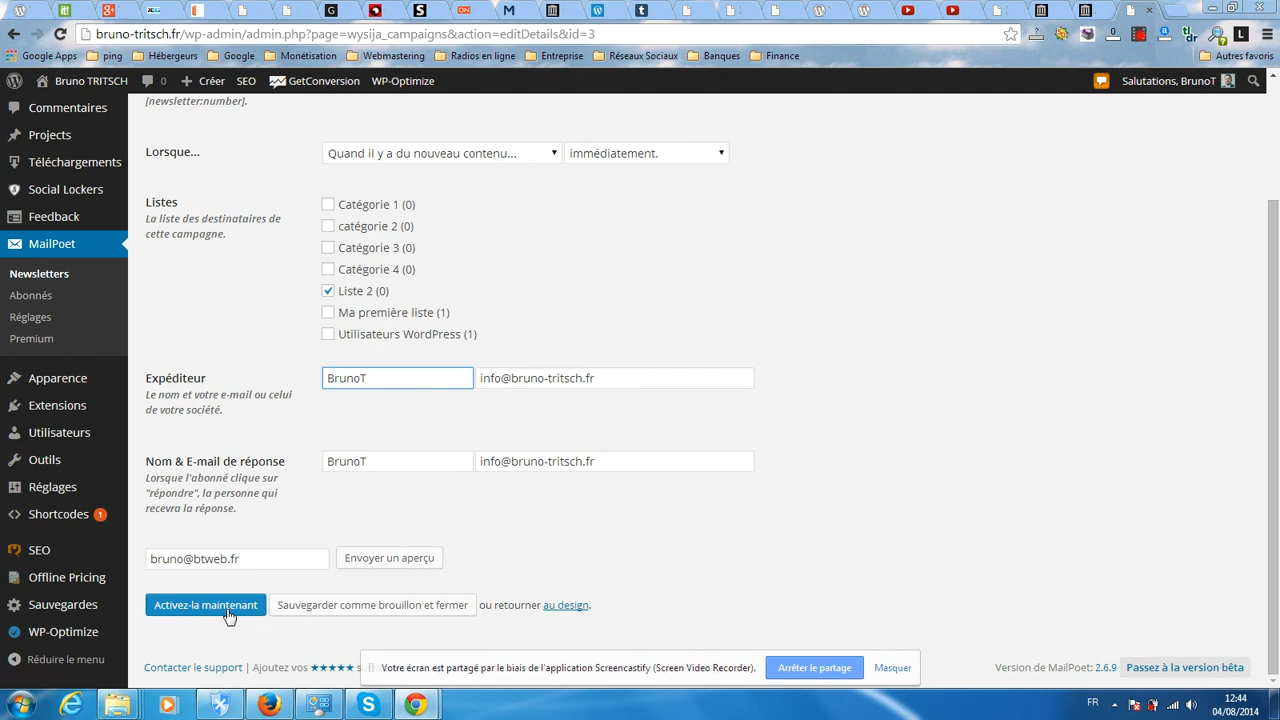 bruno-tritsch.fr/wp-admin/admin.php?page=wysija_campaigns&action=editDetails&id=3
Google Apps ping Hébergeurs Google Monétisation Webmastering Radios en ligne Entreprise Réseaux Sociaux Banques Finance Autres favoris
Bruno TRITSCH 0 + Créer SEO GetConversion WP-Optimize Salutations, BrunoT
Commentaires
Projects
Téléchargements
Social Lockers
Feedback
MailPoet
Newsletters
Abonnés
Réglages
Premium
Apparence
Extensions
Utilisateurs
Outils
Réglages
Shortcodes 1
SEO
Offline Pricing
Sauvegardes
WP-Optimize
Réduire le menu
[newsletter:number].
Lorsque... Quand il y a du nouveau contenu... immédiatement.
Listes
La liste des destinataires de
cette campagne.
Catégorie 1 (0)
catégorie 2 (0)
Catégorie 3 (0)
Catégorie 4 (0)
Liste 2 (0)
Ma première liste (1)
Utilisateurs WordPress (1)
Expéditeur BrunoT info@bruno-tritsch.fr
Le nom et votre e-mail ou celui
de votre société.
Nom & E-mail de réponse BrunoT info@bruno-tritsch.fr
Lorsque l'abonné clique sur
"répondre", la personne qui
recevra la réponse.
bruno@btweb.fr Envoyer un aperçu
Activez-la maintenant Sauvegarder comme brouillon et fermer ou retourner au design.
Contacter le support | Ajoutez vos ★★★★★ s
Votre écran est partagé par le biais de l'application Screencastify (Screen Video Recorder). Arrêter le partage Masquer
Version de MailPoet: 2.6.9 Passez à la version bêta
FR 12:44
04/08/2014